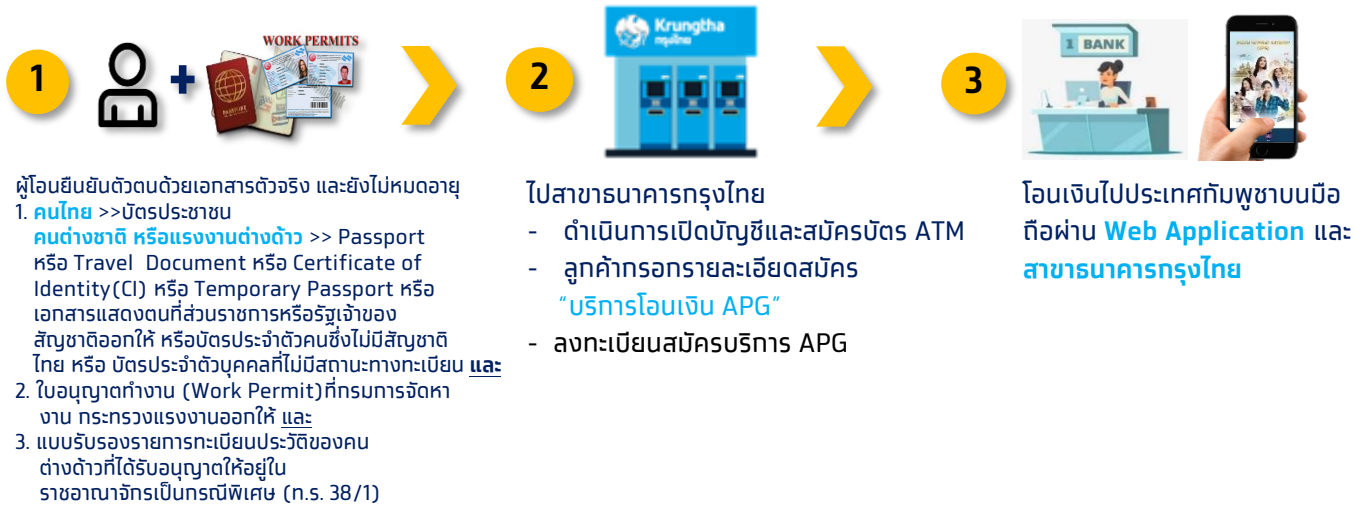 1
WORK PERMITS
PASSPORT
2
Krungtha
กรุงไทย
3
1 BANK
ผู้โอนยืนยันตัวตนด้วยเอกสารตัวจริง และยังไม่หมดอายุ
1. คนไทย >>บัตรประชาชน
คนต่างชาติ หรือแรงงานต่างด้าว >> Passport
หรือ Travel Document หรือ Certificate of
Identity(CI) หรือ Temporary Passport หรือ
เอกสารแสดงตนที่ส่วนราชการหรือรัฐเจ้าของ
สัญชาติออกให้ หรือบัตรประจำตัวคนซึ่งไม่มีสัญชาติ
ไทย หรือ บัตรประจำตัวบุคคลที่ไม่มีสถานะทางทะเบียน และ
2. ใบอนุญาตทำงาน (Work Permit)ที่กรมการจัดหา
งาน กระทรวงแรงงานออกให้ และ
3. แบบรับรองรายการทะเบียนประวัติของคน
ต่างด้าวที่ได้รับอนุญาตให้อยู่ใน
ราชอาณาจักรเป็นกรณีพิเศษ (ท.ร. 38/1)
ไปสาขาธนาคารกรุงไทย
- ดำเนินการเปิดบัญชีและสมัครบัตร ATM
- ลูกค้ากรอกรายละเอียดสมัคร
“บริการโอนเงิน APG”
- ลงทะเบียนสมัครบริการ APG
โอนเงินไปประเทศกัมพูชาบนมือ
ถือผ่าน Web Application และ
สาขาธนาคารกรุงไทย